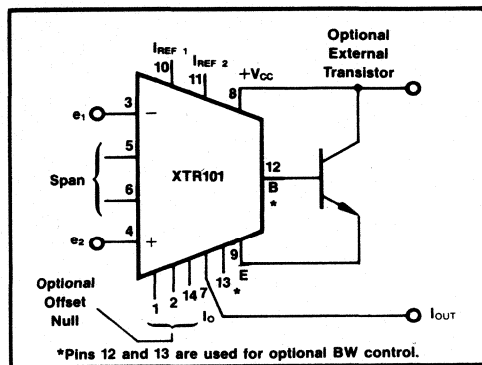 I REF 1
I REF 2
10
11
+VCC
8
Optional
External
Transistor
e1
3
−
5
Span
6
XTR101
12
B
*
e2
4
+
9
E
13
*
Optional
Offset
Null
1
2
14
7
IO
IOUT
*Pins 12 and 13 are used for optional BW control.